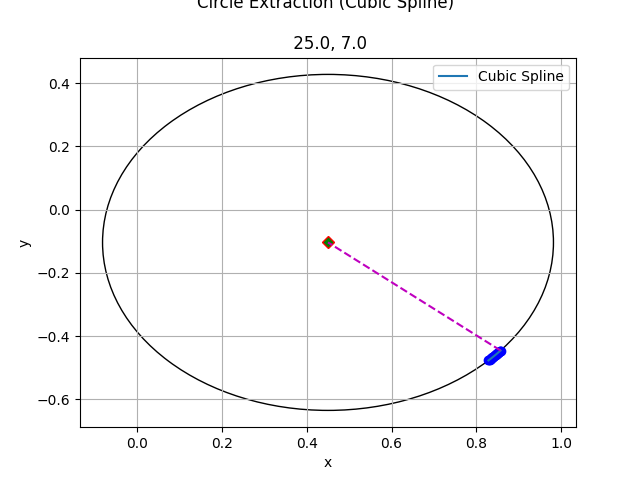 Circle Extraction (Cubic Spline)
25.0, 7.0
Cubic Spline
0.4
0.2
0.0
−0.2
−0.4
−0.6
y
0.0 0.2 0.4 0.6 0.8 1.0
x